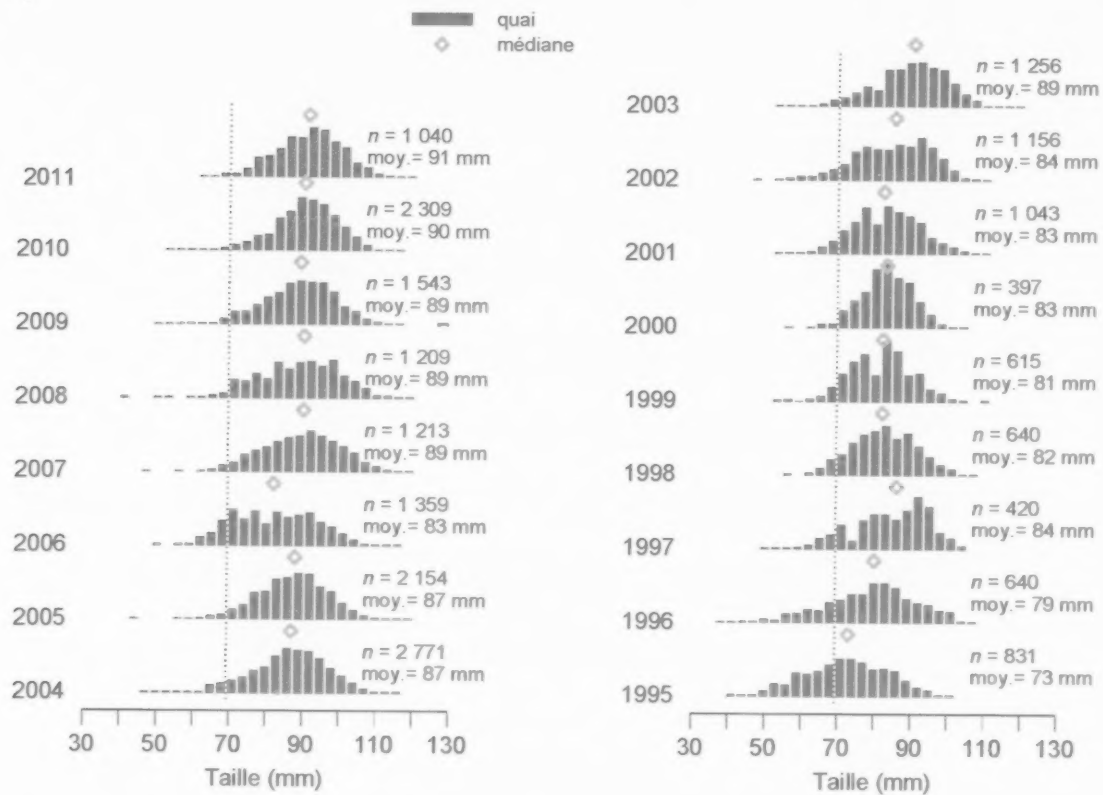 quai
médiane
2011
n = 1 040
moy.= 91 mm
2010
n = 2 309
moy.= 90 mm
2009
n = 1 543
moy.= 89 mm
2008
n = 1 209
moy.= 89 mm
2007
n = 1 213
moy.= 89 mm
2006
n = 1 359
moy.= 83 mm
2005
n = 2 154
moy.= 87 mm
2004
n = 2 771
moy.= 87 mm
30 50 70 90 110 130
Taille (mm)
2003
n = 1 256
moy.= 89 mm
2002
n = 1 156
moy.= 84 mm
2001
n = 1 043
moy.= 83 mm
2000
n = 397
moy.= 83 mm
1999
n = 615
moy.= 81 mm
1998
n = 640
moy.= 82 mm
1997
n = 420
moy.= 84 mm
1996
n = 640
moy.= 79 mm
1995
n = 831
moy.= 73 mm
30 50 70 90 110 130
Taille (mm)